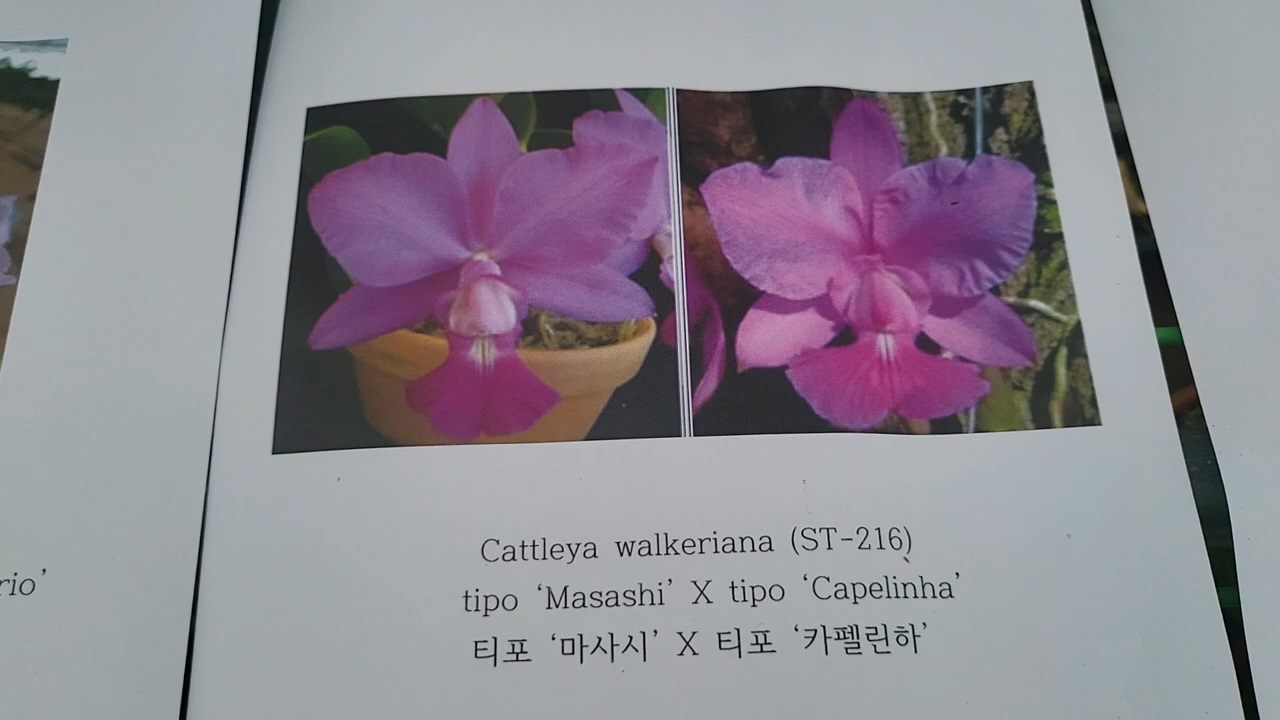 rio’
Cattleya walkeriana (ST-216)
tipo ‘Masashi’ X tipo ‘Capelinha’
티포 ‘마사시’ X 티포 ‘카펠린하’